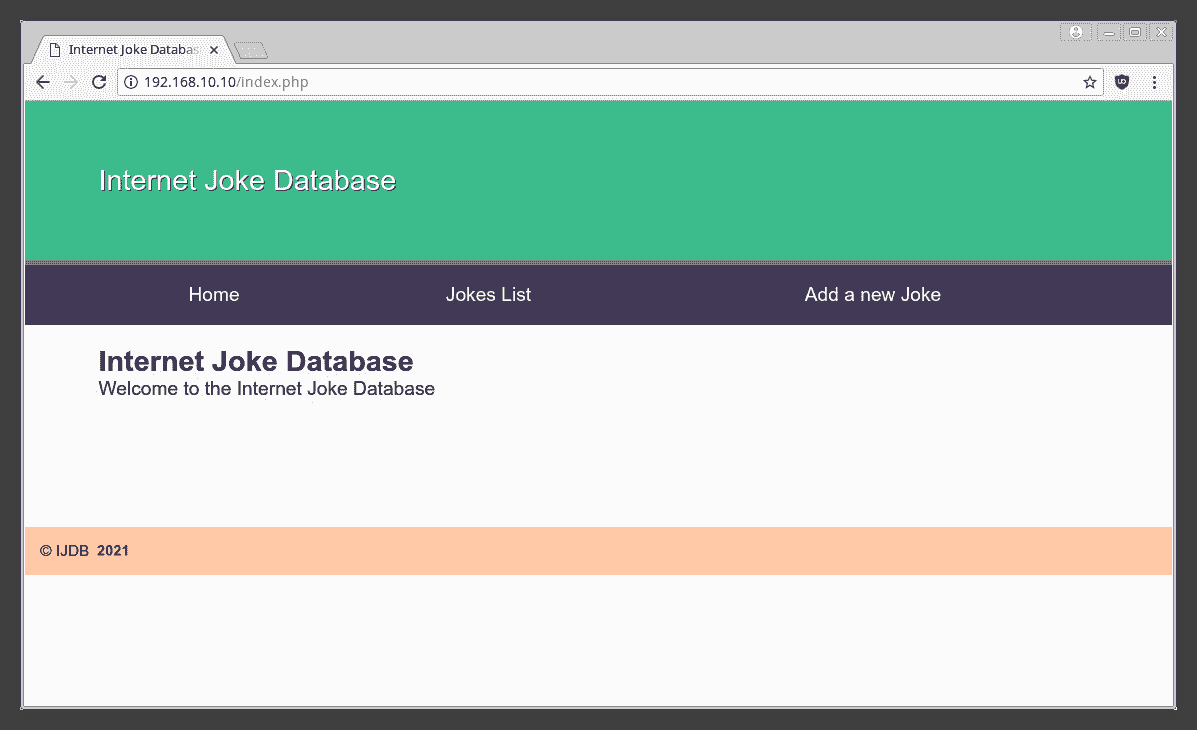 Internet Joke Databas
192.168.10.10/index.php
Internet Joke Database
Home Jokes List Add a new Joke
Internet Joke Database
Welcome to the Internet Joke Database
© IJDB 2021